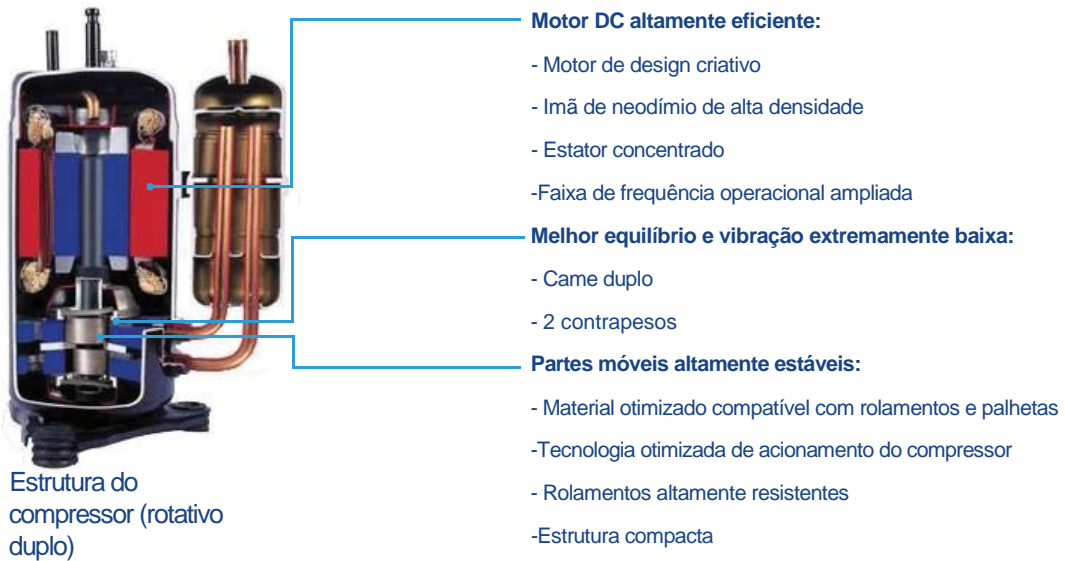 Motor DC altamente eficiente:
- Motor de design criativo
- Imã de neodímio de alta densidade
- Estator concentrado
-Faixa de frequência operacional ampliada
Melhor equilíbrio e vibração extremamente baixa:
- Came duplo
- 2 contrapesos
Partes móveis altamente estáveis:
- Material otimizado compatível com rolamentos e palhetas
-Tecnologia otimizada de acionamento do compressor
- Rolamentos altamente resistentes
-Estrutura compacta
Estrutura do
compressor (rotativo
duplo)